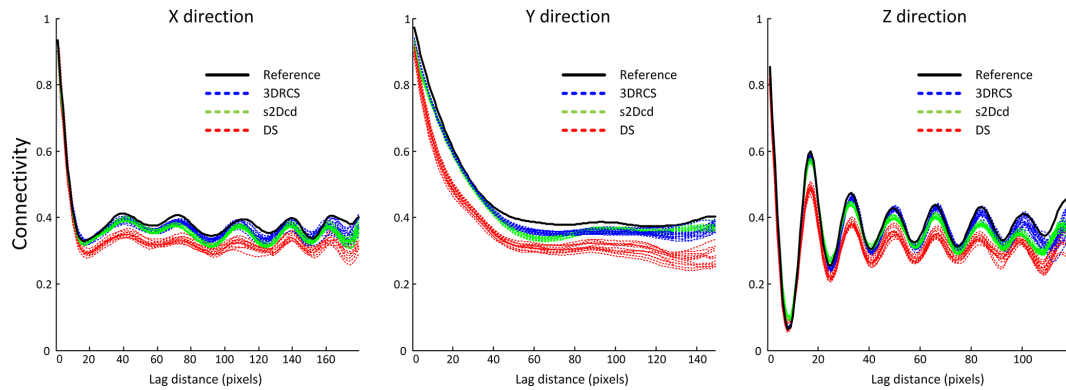 X direction
Y direction
Z direction
Connectivity
1
0.8
0.6
0.4
0.2
0
0 20 40 60 80 100 120 140 160
Lag distance (pixels)
Reference
3DRCS
s2Dcd
DS
1
0.8
0.6
0.4
0.2
0
0 20 40 60 80 100 120 140
Lag distance (pixels)
Reference
3DRCS
s2Dcd
DS
1
0.8
0.6
0.4
0.2
0
0 20 40 60 80 100
Lag distance (pixels)
Reference
3DRCS
s2Dcd
DS